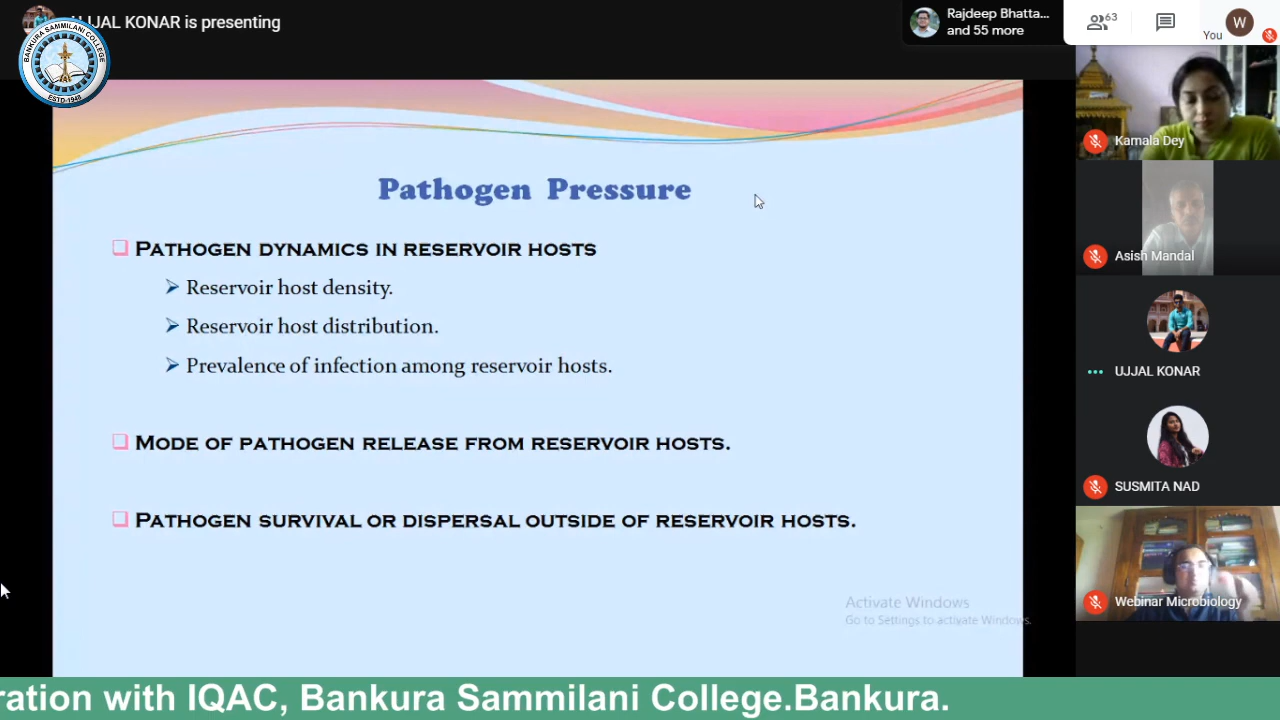 UJJAL KONAR is presenting
BANKURA SAMMILANI COLLEGE
ESTD-1948
Rajdeep Bhatta...
and 55 more
63
You
W
Pathogen Pressure
PATHOGEN DYNAMICS IN RESERVOIR HOSTS
Reservoir host density.
Reservoir host distribution.
Prevalence of infection among reservoir hosts.
MODE OF PATHOGEN RELEASE FROM RESERVOIR HOSTS.
PATHOGEN SURVIVAL OR DISPERSAL OUTSIDE OF RESERVOIR HOSTS.
Activate Windows
Go to Settings to activate Windows.
Kamala Dey
Asish Mandal
UJJAL KONAR
SUSMITA NAD
Webinar Microbiology
ration with IQAC, Bankura Sammilani College.Bankura.